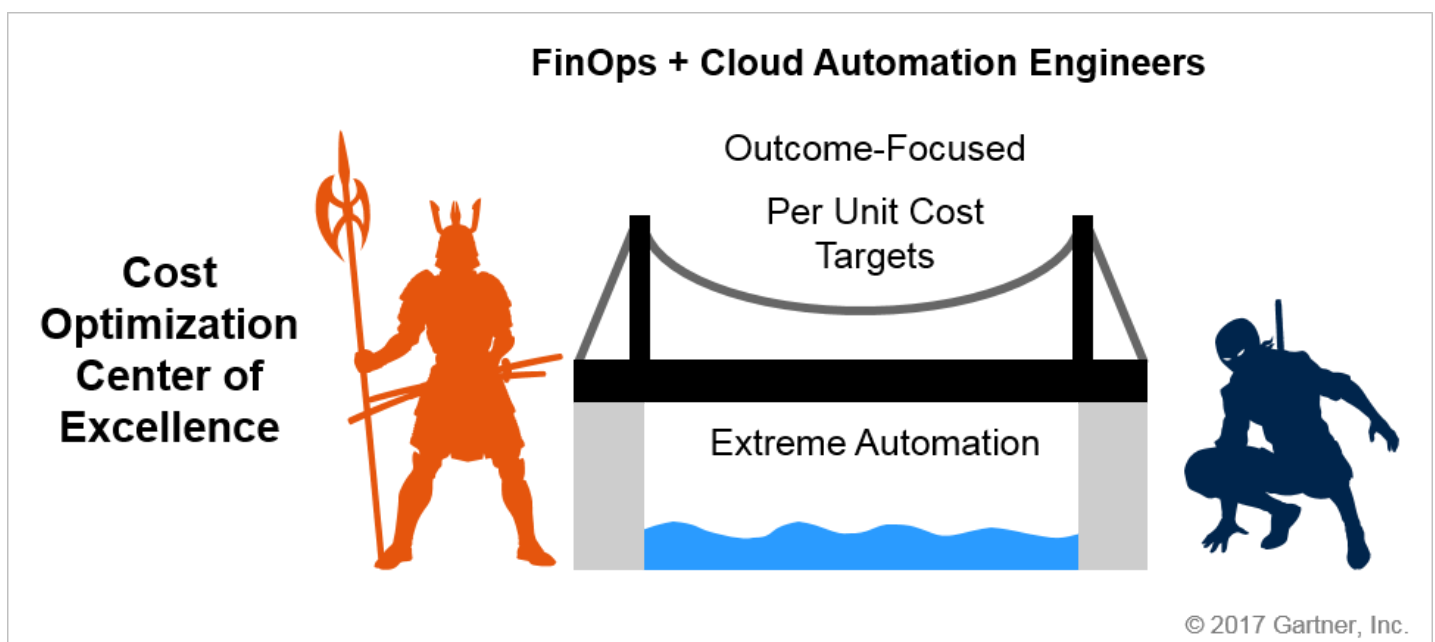 FinOps + Cloud Automation Engineers
Outcome-Focused
Per Unit Cost
Targets
Cost
Optimization
Center of
Excellence
Extreme Automation
© 2017 Gartner, Inc.